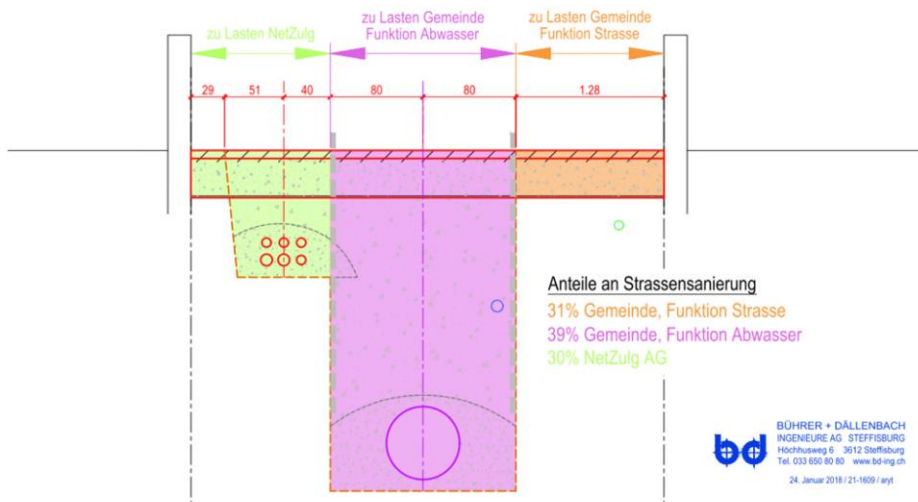 zu Lasten NetZulg
zu Lasten Gemeinde
Funktion Abwasser
zu Lasten Gemeinde
Funktion Strasse
29 51 40 80 80 1.28
Anteile an Strassensanierung
31% Gemeinde, Funktion Strasse
39% Gemeinde, Funktion Abwasser
30% NetZulg AG
bd
BÜHRER + DÄLLENBACH
INGENIEURE AG STEFFISBURG
Höchhusweg 6 3612 Steffisburg
Tel. 033 650 80 80 www.bd-ing.ch
24. Januar 2018 / 21-1609 / aryt